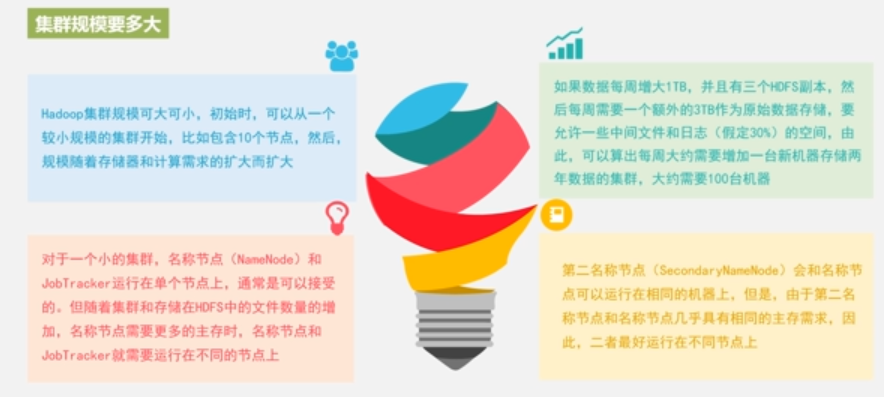 集群规模要多大
Hadoop集群规模可大可小，初始时，可以从一个
较小规模的集群开始，比如包含10个节点，然后，
规模随着存储器和计算需求的扩大而扩大
如果数据每周增大1TB，并且有三个HDFS副本，然
后每周需要一个额外的3TB作为原始数据存储，要
允许一些中间文件和日志（假定30%）的空间，由
此，可以算出每周大约需要增加一台新机器存储两
年数据的集群，大约需要100台机器
对于一个小的集群，名称节点（NameNode）和
JobTracker运行在单个节点上，通常是可以接受
的。但随着集群和存储在HDFS中的文件数量的增
加，名称节点需要更多的主存时，名称节点和
JobTracker就需要运行在不同的节点上
第二名称节点（SecondaryNameNode）会和名称节
点可以运行在相同的机器上，但是，由于第二名
称节点和名称节点几乎具有相同的主存需求，因
此，二者最好运行在不同节点上